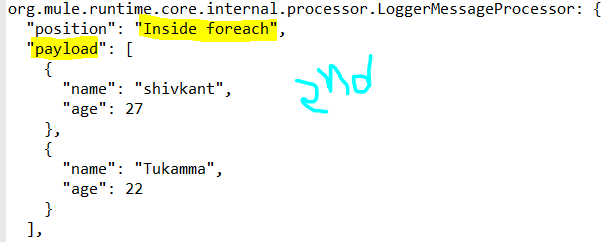 org.mule.runtime.core.internal.processor.LoggerMessageProcessor: {
"position": "Inside foreach",
"payload": [
{
"name": "shivkant",
"age": 27
},
{
"name": "Tukamma",
"age": 22
}
],
2nd